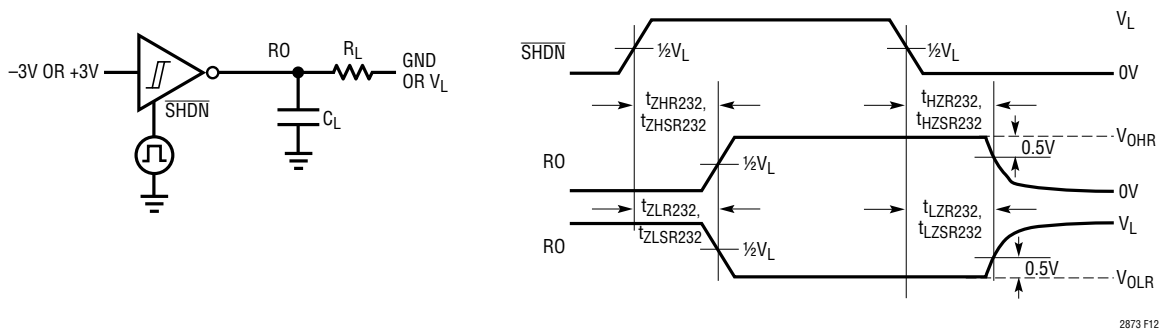 –3V OR +3V
RO
R_L
GND
OR V_L
SHDN
C_L
SHDN
½V_L
½V_L
V_L
0V
t_ZHR232,
t_ZHSR232
t_HZR232,
t_HZSR232
RO
½V_L
V_OHR
0.5V
0V
t_ZLR232,
t_ZLSR232
t_LZR232,
t_LZSR232
RO
½V_L
V_L
0.5V
V_OLR
2873 F12